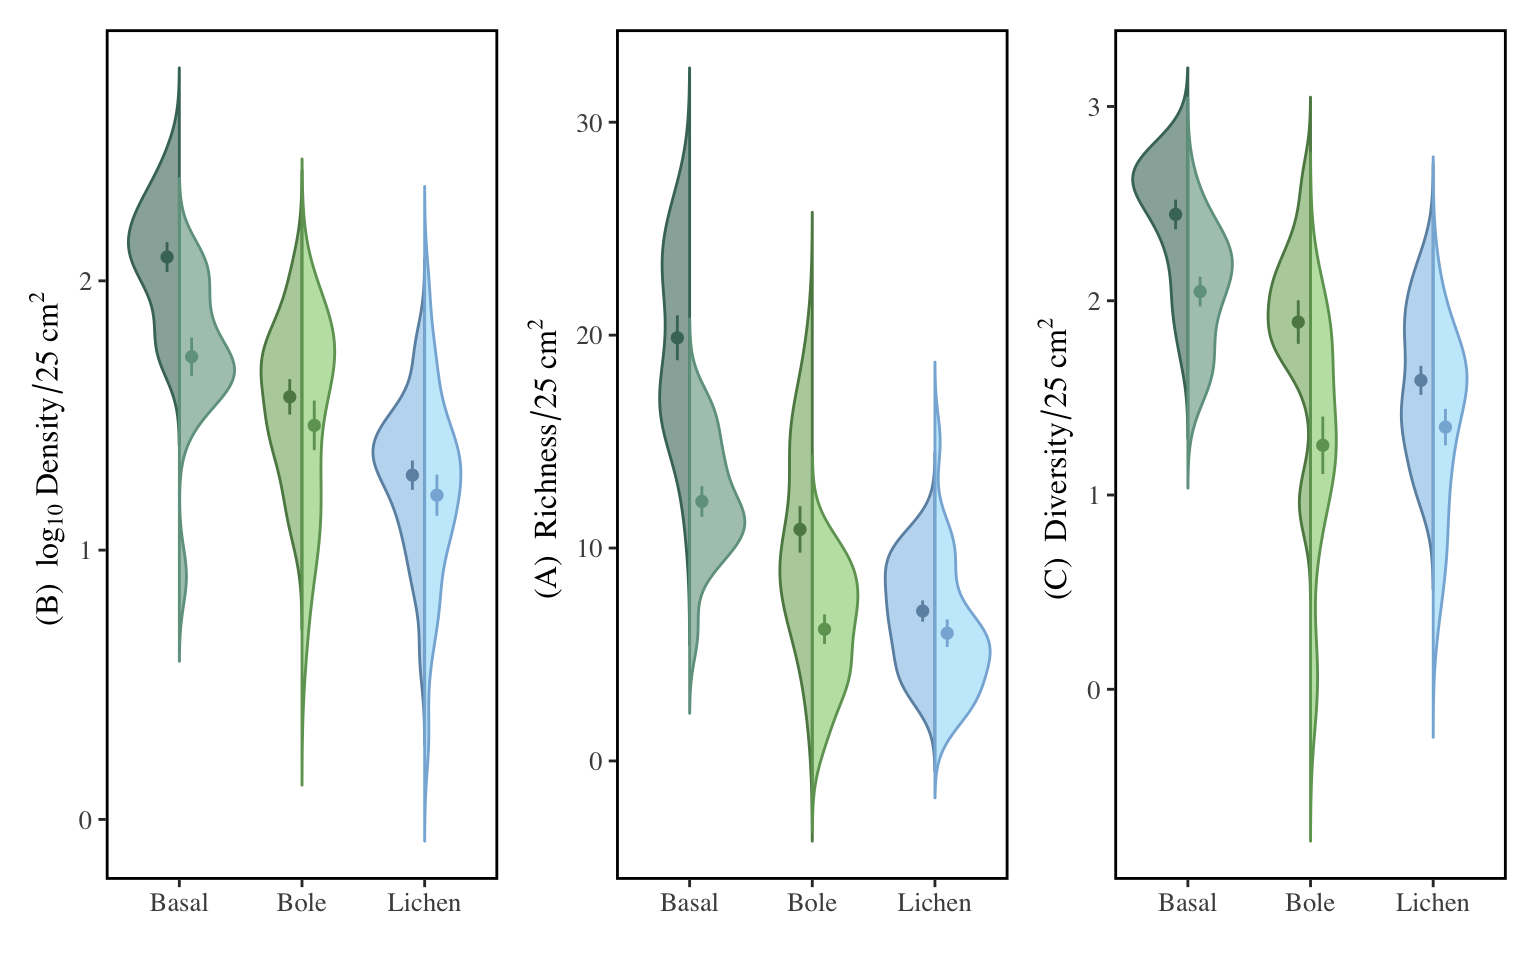 (B) log₁₀ Density/25 cm²
2
1
0
Basal Bole Lichen
(A) Richness/25 cm²
30
20
10
0
Basal Bole Lichen
(C) Diversity/25 cm²
3
2
1
0
Basal Bole Lichen